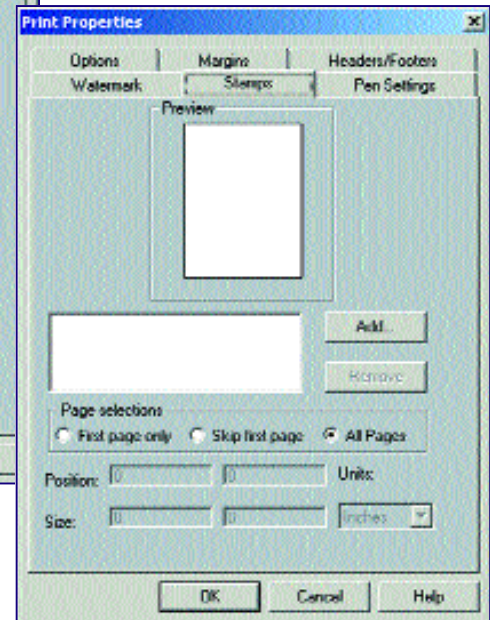 Print Properties
Options Margins Headers/Footers
Watermark Stamps Pen Settings
Preview
Add...
Remove
Page selections
First page only Skip first page All Pages
Position: 0 0 Units:
Size: 0 0 inches
OK Cancel Help